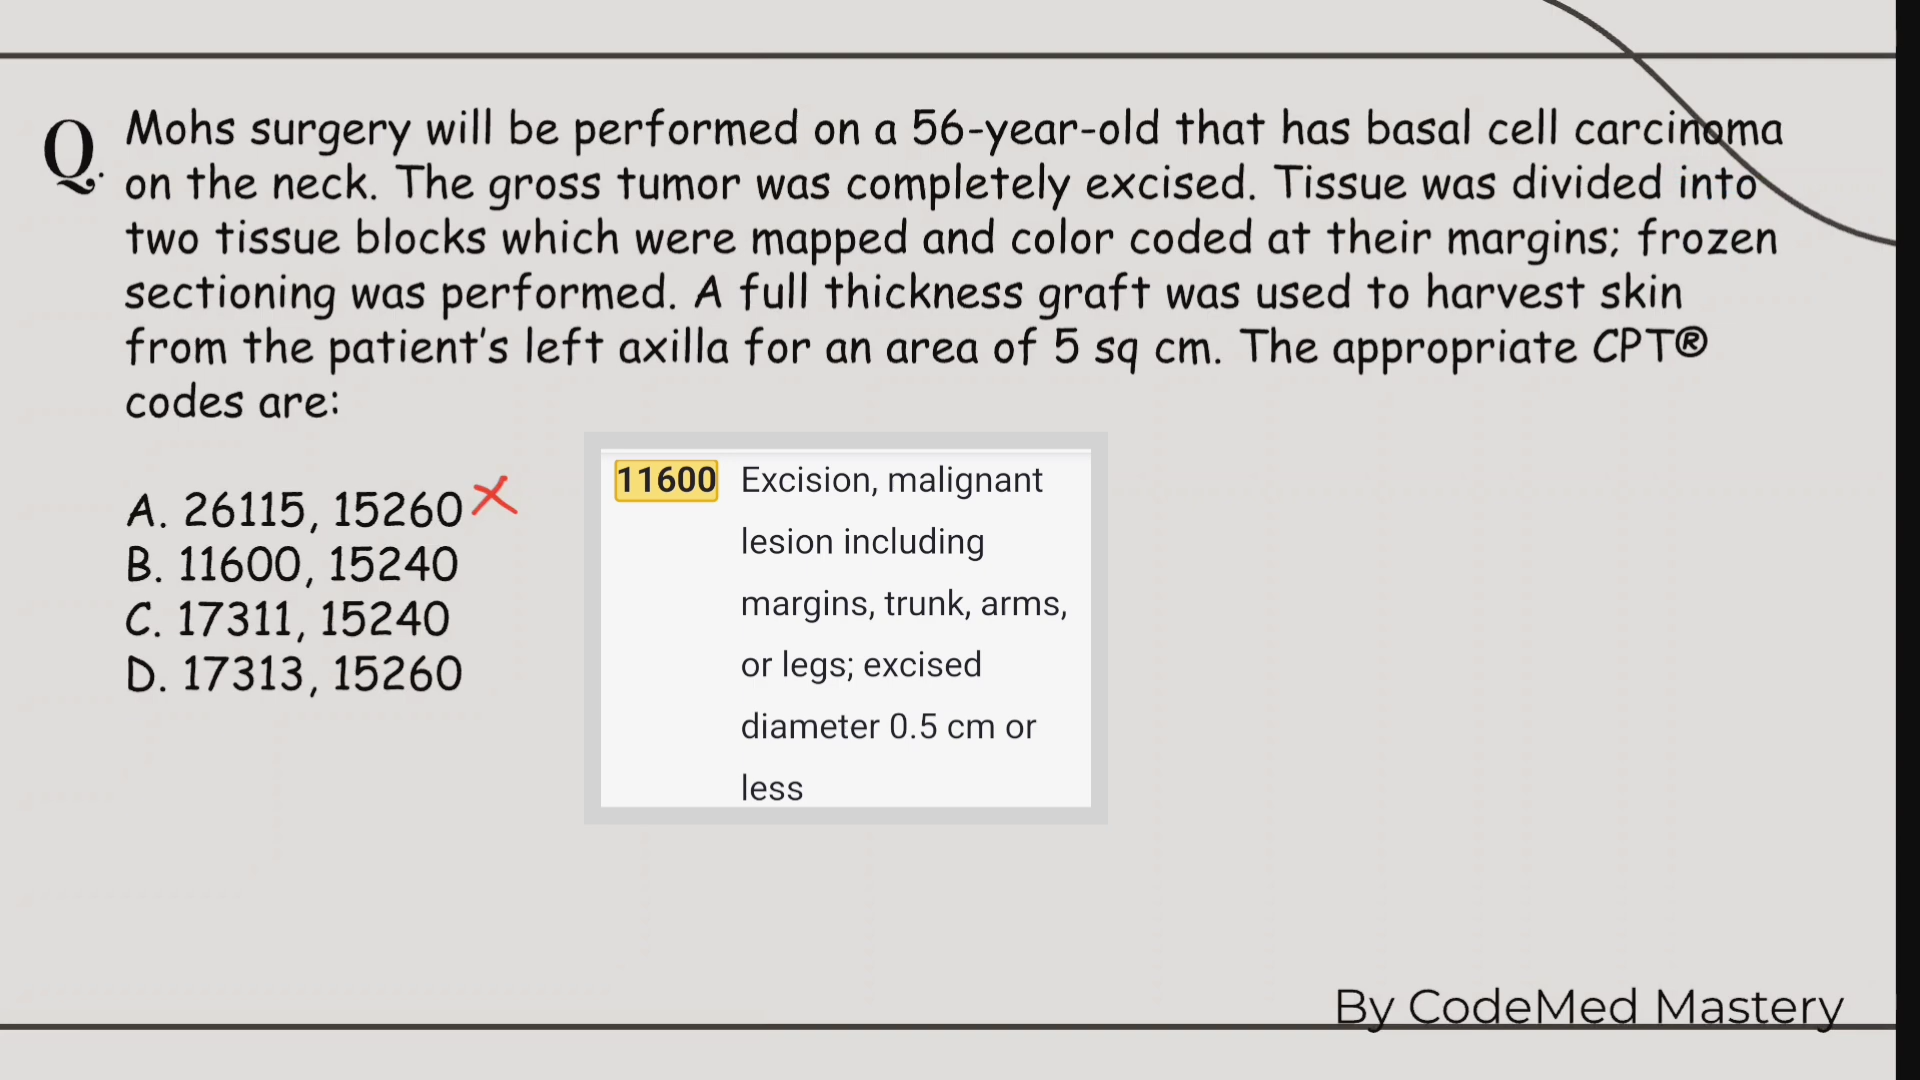 Q. Mohs surgery will be performed on a 56-year-old that has basal cell carcinoma
on the neck. The gross tumor was completely excised. Tissue was divided into
two tissue blocks which were mapped and color coded at their margins; frozen
sectioning was performed. A full thickness graft was used to harvest skin
from the patient's left axilla for an area of 5 sq cm. The appropriate CPT®
codes are:
A. 26115, 15260
B. 11600, 15240
C. 17311, 15240
D. 17313, 15260
11600 Excision, malignant
lesion including
margins, trunk, arms,
or legs; excised
diameter 0.5 cm or
less
By CodeMed Mastery